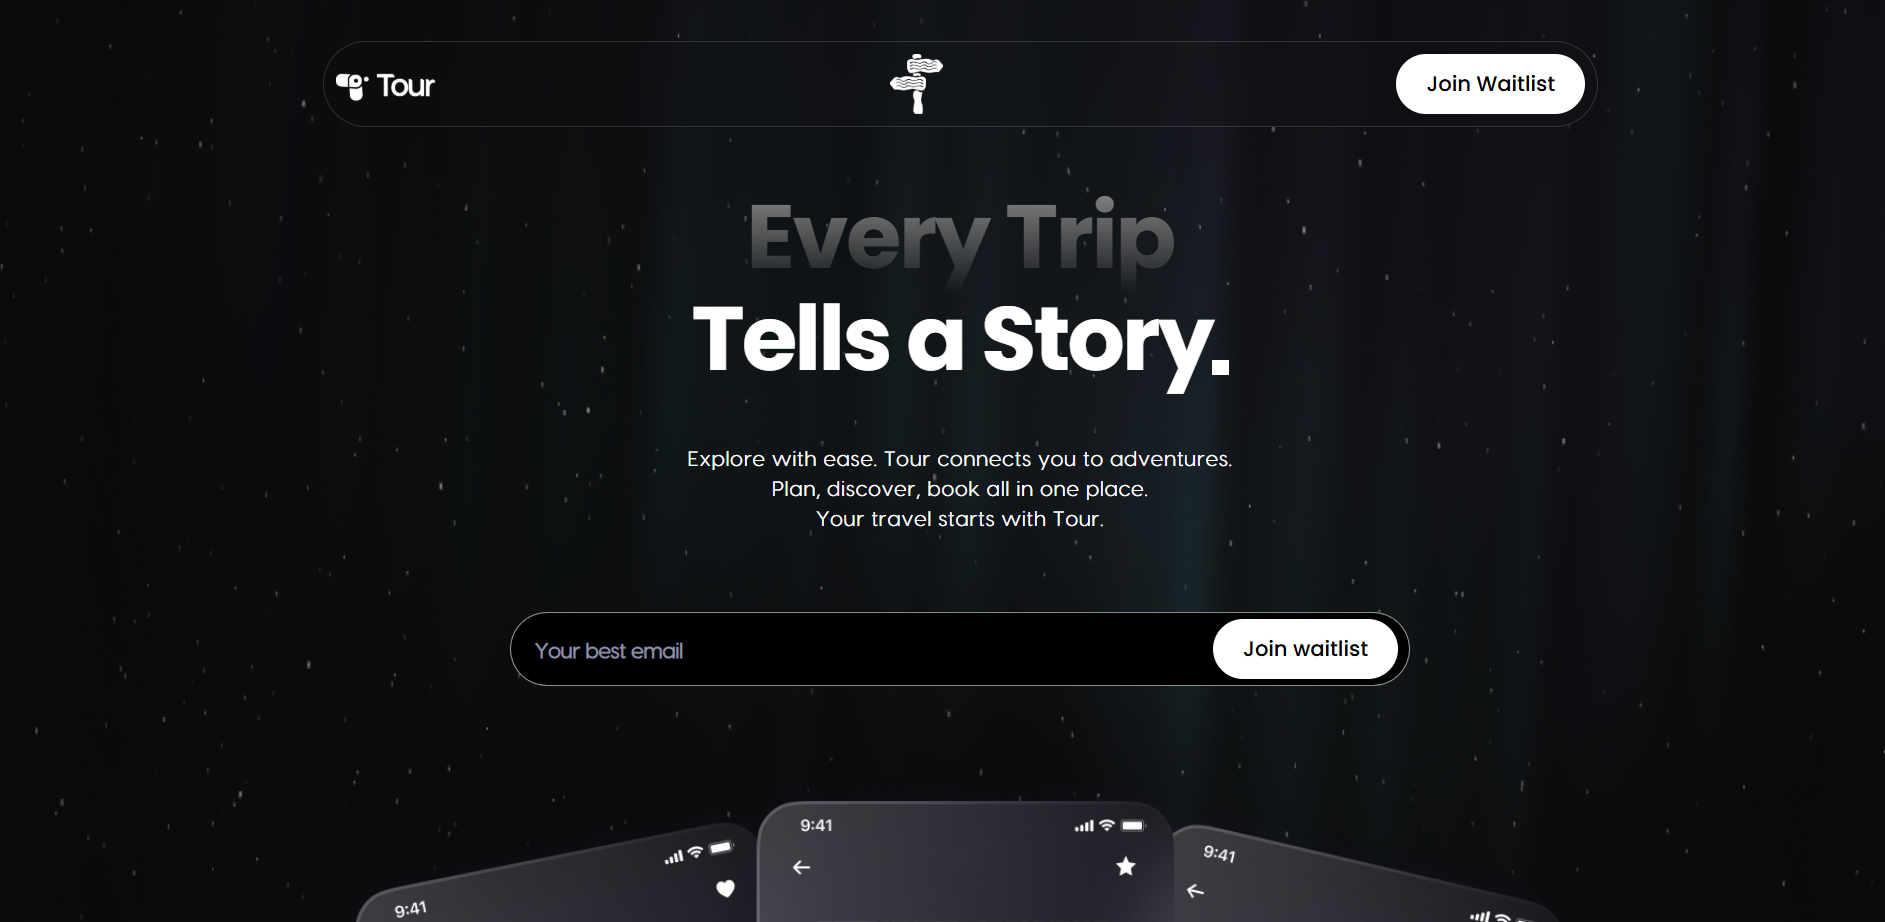 Tour
Join Waitlist
Every Trip
Tells a Story.
Explore with ease. Tour connects you to adventures.
Plan, discover, book all in one place.
Your travel starts with Tour.
Your best email
Join waitlist
9:41
9:41
9:41